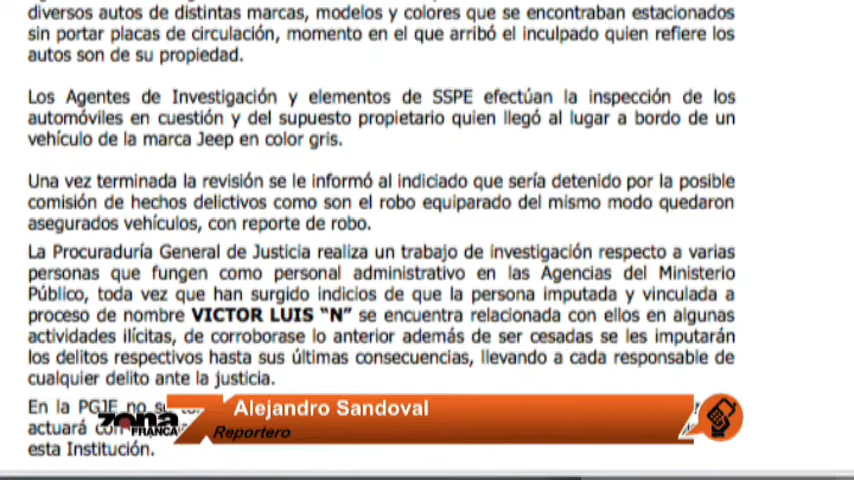 diversos autos de distintas marcas, modelos y colores que se encontraban estacionados
sin portar placas de circulación, momento en el que arribó el inculpado quien refiere los
autos son de su propiedad.
Los Agentes de Investigación y elementos de SSPE efectúan la inspección de los
automóviles en cuestión y del supuesto propietario quien llegó al lugar a bordo de un
vehículo de la marca Jeep en color gris.
Una vez terminada la revisión se le informó al indiciado que sería detenido por la posible
comisión de hechos delictivos como son el robo equiparado del mismo modo quedaron
asegurados vehículos, con reporte de robo.
La Procuraduría General de Justicia realiza un trabajo de investigación respecto a varias
personas que fungen como personal administrativo en las Agencias del Ministerio
Público, toda vez que han surgido indicios de que la persona imputada y vinculada a
proceso de nombre VICTOR LUIS "N" se encuentra relacionada con ellos en algunas
actividades ilícitas, de corroborase lo anterior además de ser cesadas se les imputarán
los delitos respectivos hasta sus últimas consecuencias, llevando a cada responsable de
cualquier delito ante la justicia.
En la PGJE no
actuará
esta Institución.
Alejandro Sandoval
Reportero
zona
FRANCA